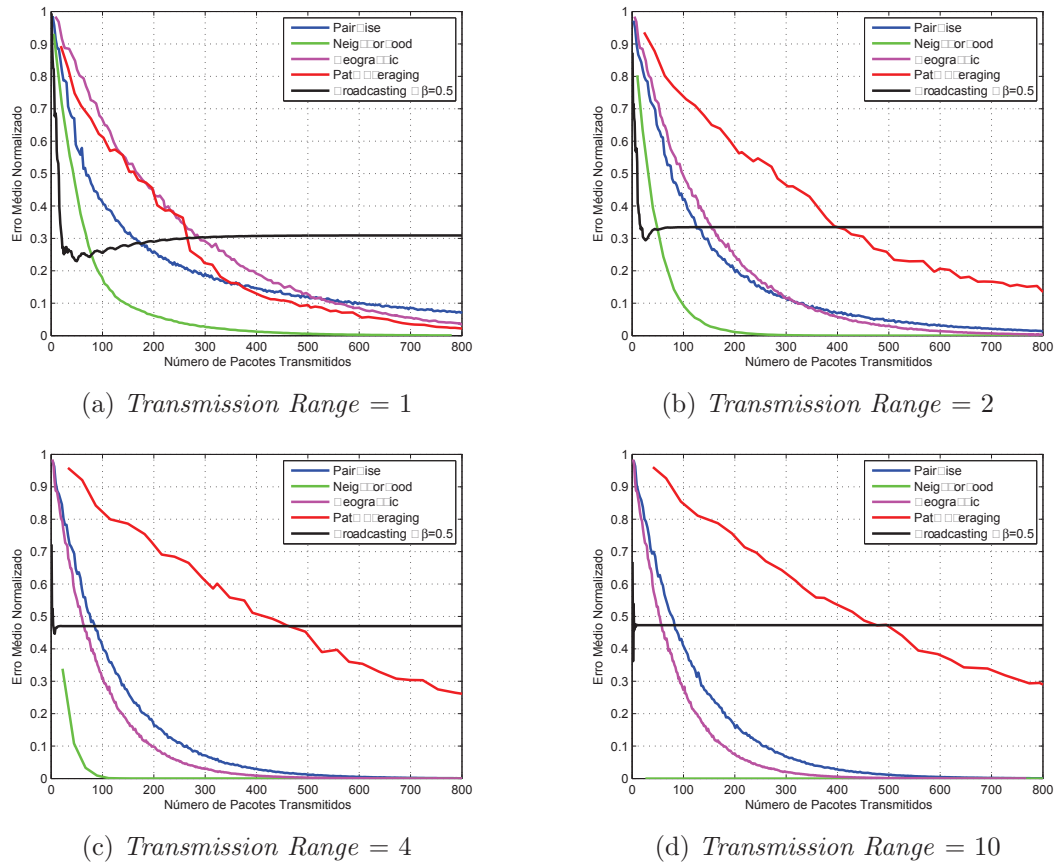 1
0.9
0.8
0.7
0.6
0.5
0.4
0.3
0.2
0.1
0
Erro Médio Normalizado
Pair□ise
Neig□□or□ood
□eogra□□ic
Pat□ □□eraging
□roadcasting □ β=0.5
0 100 200 300 400 500 600 700 800
Número de Pacotes Transmitidos
(a) Transmission Range = 1
1
0.9
0.8
0.7
0.6
0.5
0.4
0.3
0.2
0.1
0
Erro Médio Normalizado
Pair□ise
Neig□□or□ood
□eogra□□ic
Pat□ □□eraging
□roadcasting □ β=0.5
0 100 200 300 400 500 600 700 800
Número de Pacotes Transmitidos
(b) Transmission Range = 2
1
0.9
0.8
0.7
0.6
0.5
0.4
0.3
0.2
0.1
0
Erro Médio Normalizado
Pair□ise
Neig□□or□ood
□eogra□□ic
Pat□ □□eraging
□roadcasting □ β=0.5
0 100 200 300 400 500 600 700 800
Número de Pacotes Transmitidos
(c) Transmission Range = 4
1
0.9
0.8
0.7
0.6
0.5
0.4
0.3
0.2
0.1
0
Erro Médio Normalizado
Pair□ise
Neig□□or□ood
□eogra□□ic
Pat□ □□eraging
□roadcasting □ β=0.5
0 100 200 300 400 500 600 700 800
Número de Pacotes Transmitidos
(d) Transmission Range = 10